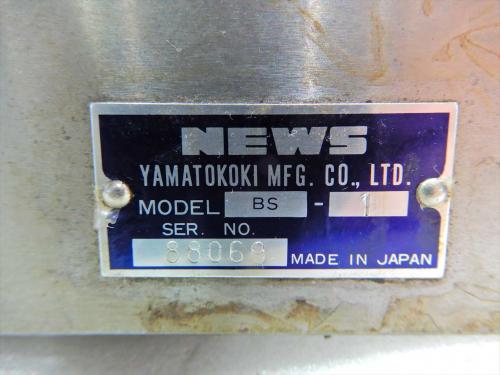 NEWS
YAMATOKOKI MFG. CO., LTD.
MODEL BS - 1
SER. NO.
88068 MADE IN JAPAN